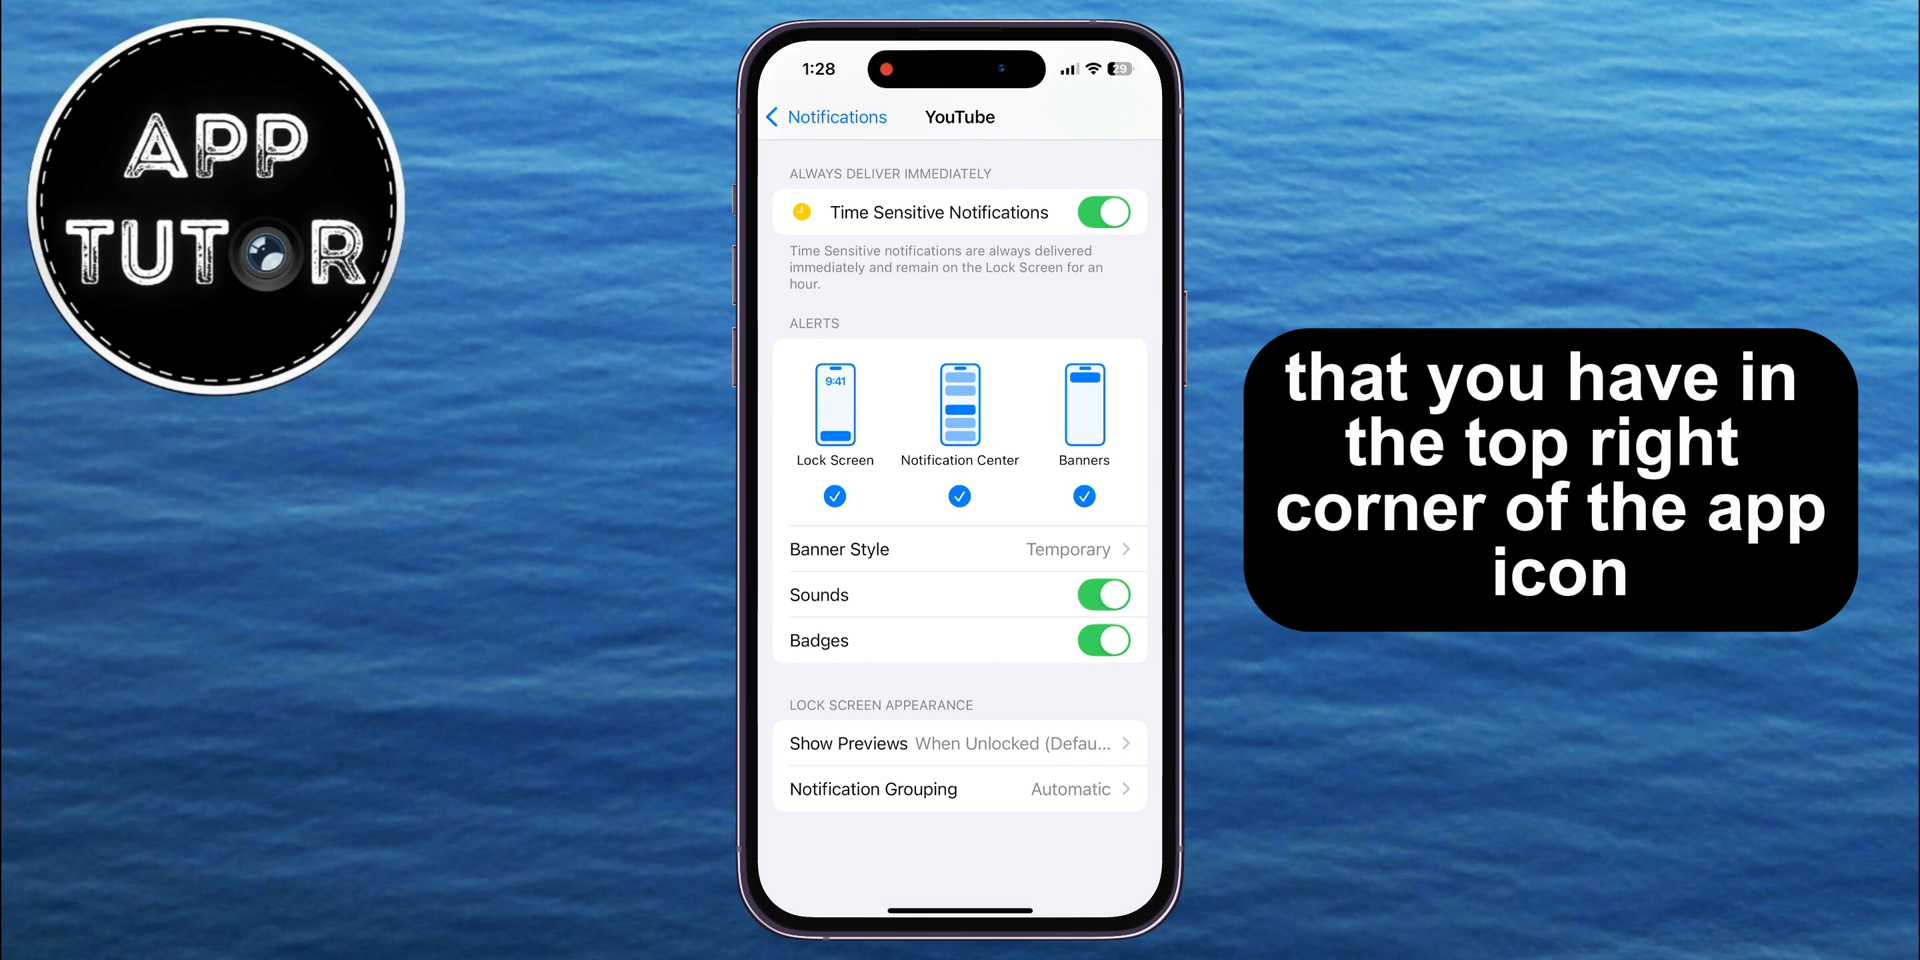 APP
TUTOR
1:28
29
Notifications
YouTube
ALWAYS DELIVER IMMEDIATELY
Time Sensitive Notifications
Time Sensitive notifications are always delivered
immediately and remain on the Lock Screen for an
hour.
ALERTS
9:41
Lock Screen
Notification Center
Banners
Banner Style
Temporary
Sounds
Badges
LOCK SCREEN APPEARANCE
Show Previews
When Unlocked (Defau...
Notification Grouping
Automatic
that you have in
the top right
corner of the app
icon